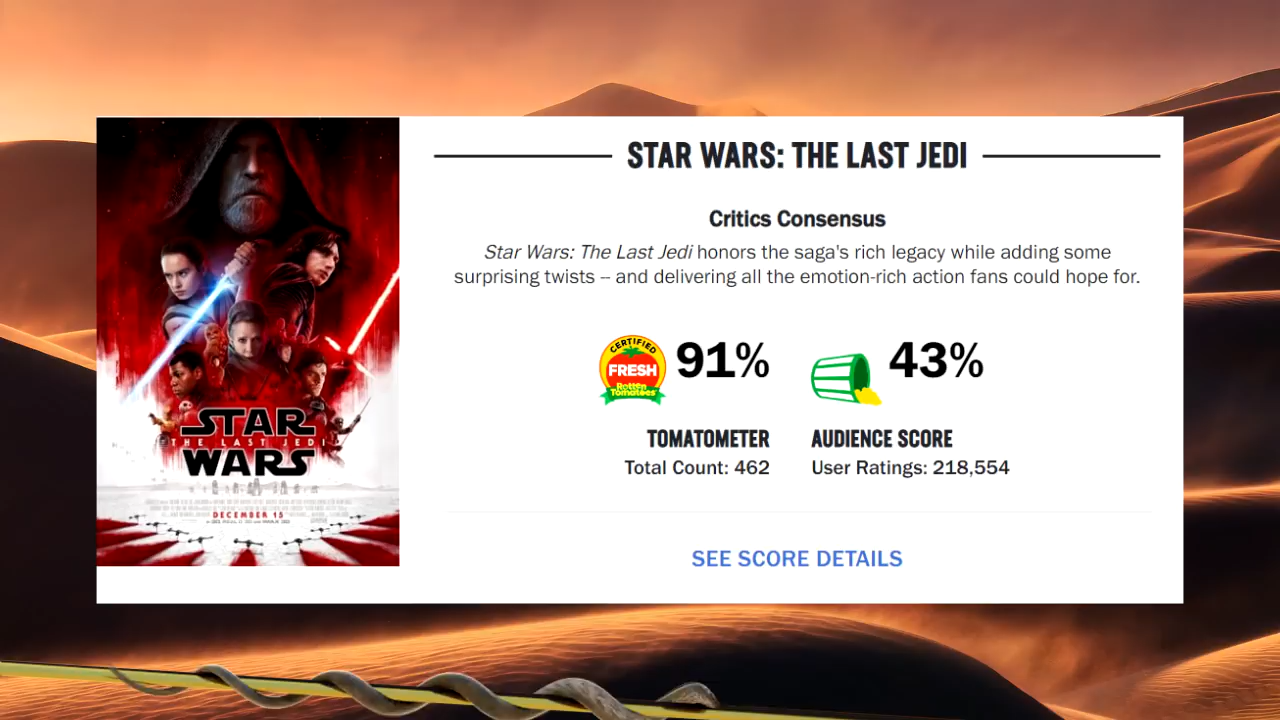 STAR WARS: THE LAST JEDI
Critics Consensus
Star Wars: The Last Jedi honors the saga's rich legacy while adding some
surprising twists -- and delivering all the emotion-rich action fans could hope for.
CERTIFIED
FRESH
Rotten
Tomatoes
91%
43%
TOMATOMETER
AUDIENCE SCORE
Total Count: 462
User Ratings: 218,554
SEE SCORE DETAILS
STAR
THE LAST JEDI
WARS
DECEMBER 15